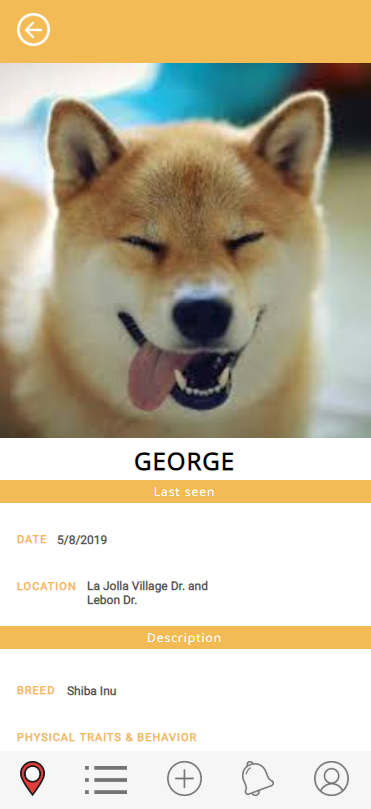 GEORGE
Last seen
DATE 5/8/2019
LOCATION La Jolla Village Dr. and
Lebon Dr.
Description
BREED Shiba Inu
PHYSICAL TRAITS & BEHAVIOR